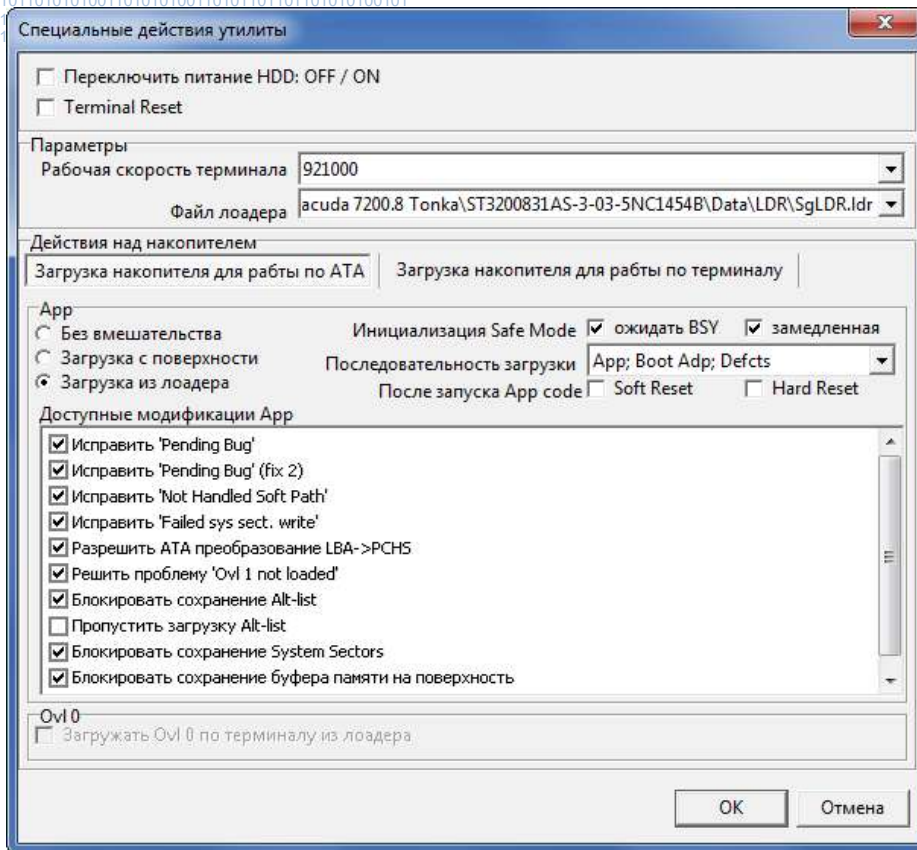 Специальные действия утилиты
Переключить питание HDD: OFF / ON
Terminal Reset
Параметры
Рабочая скорость терминала 921000
Файл лоадера acuda 7200.8 Tonka\ST3200831AS-3-03-5NC1454B\Data\LDR\SgLDR.ldr
Действия над накопителем
Загрузка накопителя для рабты по ATA Загрузка накопителя для рабты по терминалу
App
Без вмешательства Инициализация Safe Mode ожидать BSY замедленная
Загрузка с поверхности Последовательность загрузки App; Boot Adp; Defcts
Загрузка из лоадера После запуска App code Soft Reset Hard Reset
Доступные модификации App
Исправить 'Pending Bug'
Исправить 'Pending Bug' (fix 2)
Исправить 'Not Handled Soft Path'
Исправить 'Failed sys sect. write'
Разрешить ATA преобразование LBA->PCHS
Решить проблему 'Ovl 1 not loaded'
Блокировать сохранение Alt-list
Пропустить загрузку Alt-list
Блокировать сохранение System Sectors
Блокировать сохранение буфера памяти на поверхность
Ovl 0
Загружать Ovl 0 по терминалу из лоадера
OK Отмена